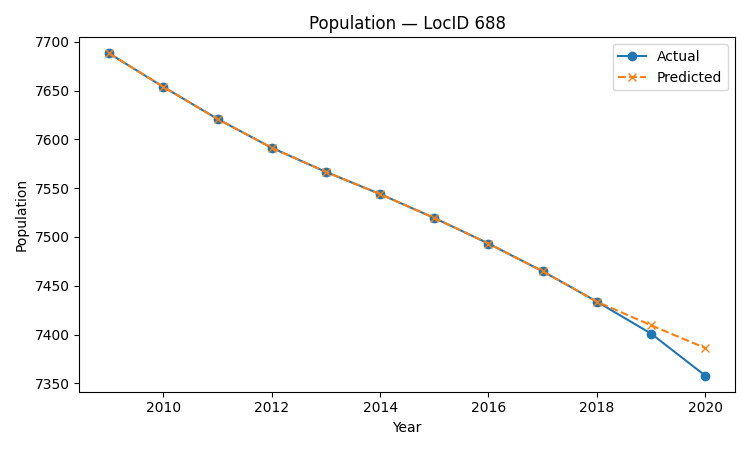 Population — LocID 688
7700
7650
7600
7550
7500
7450
7400
7350
Population
2010 2012 2014 2016 2018 2020
Year
Actual
Predicted